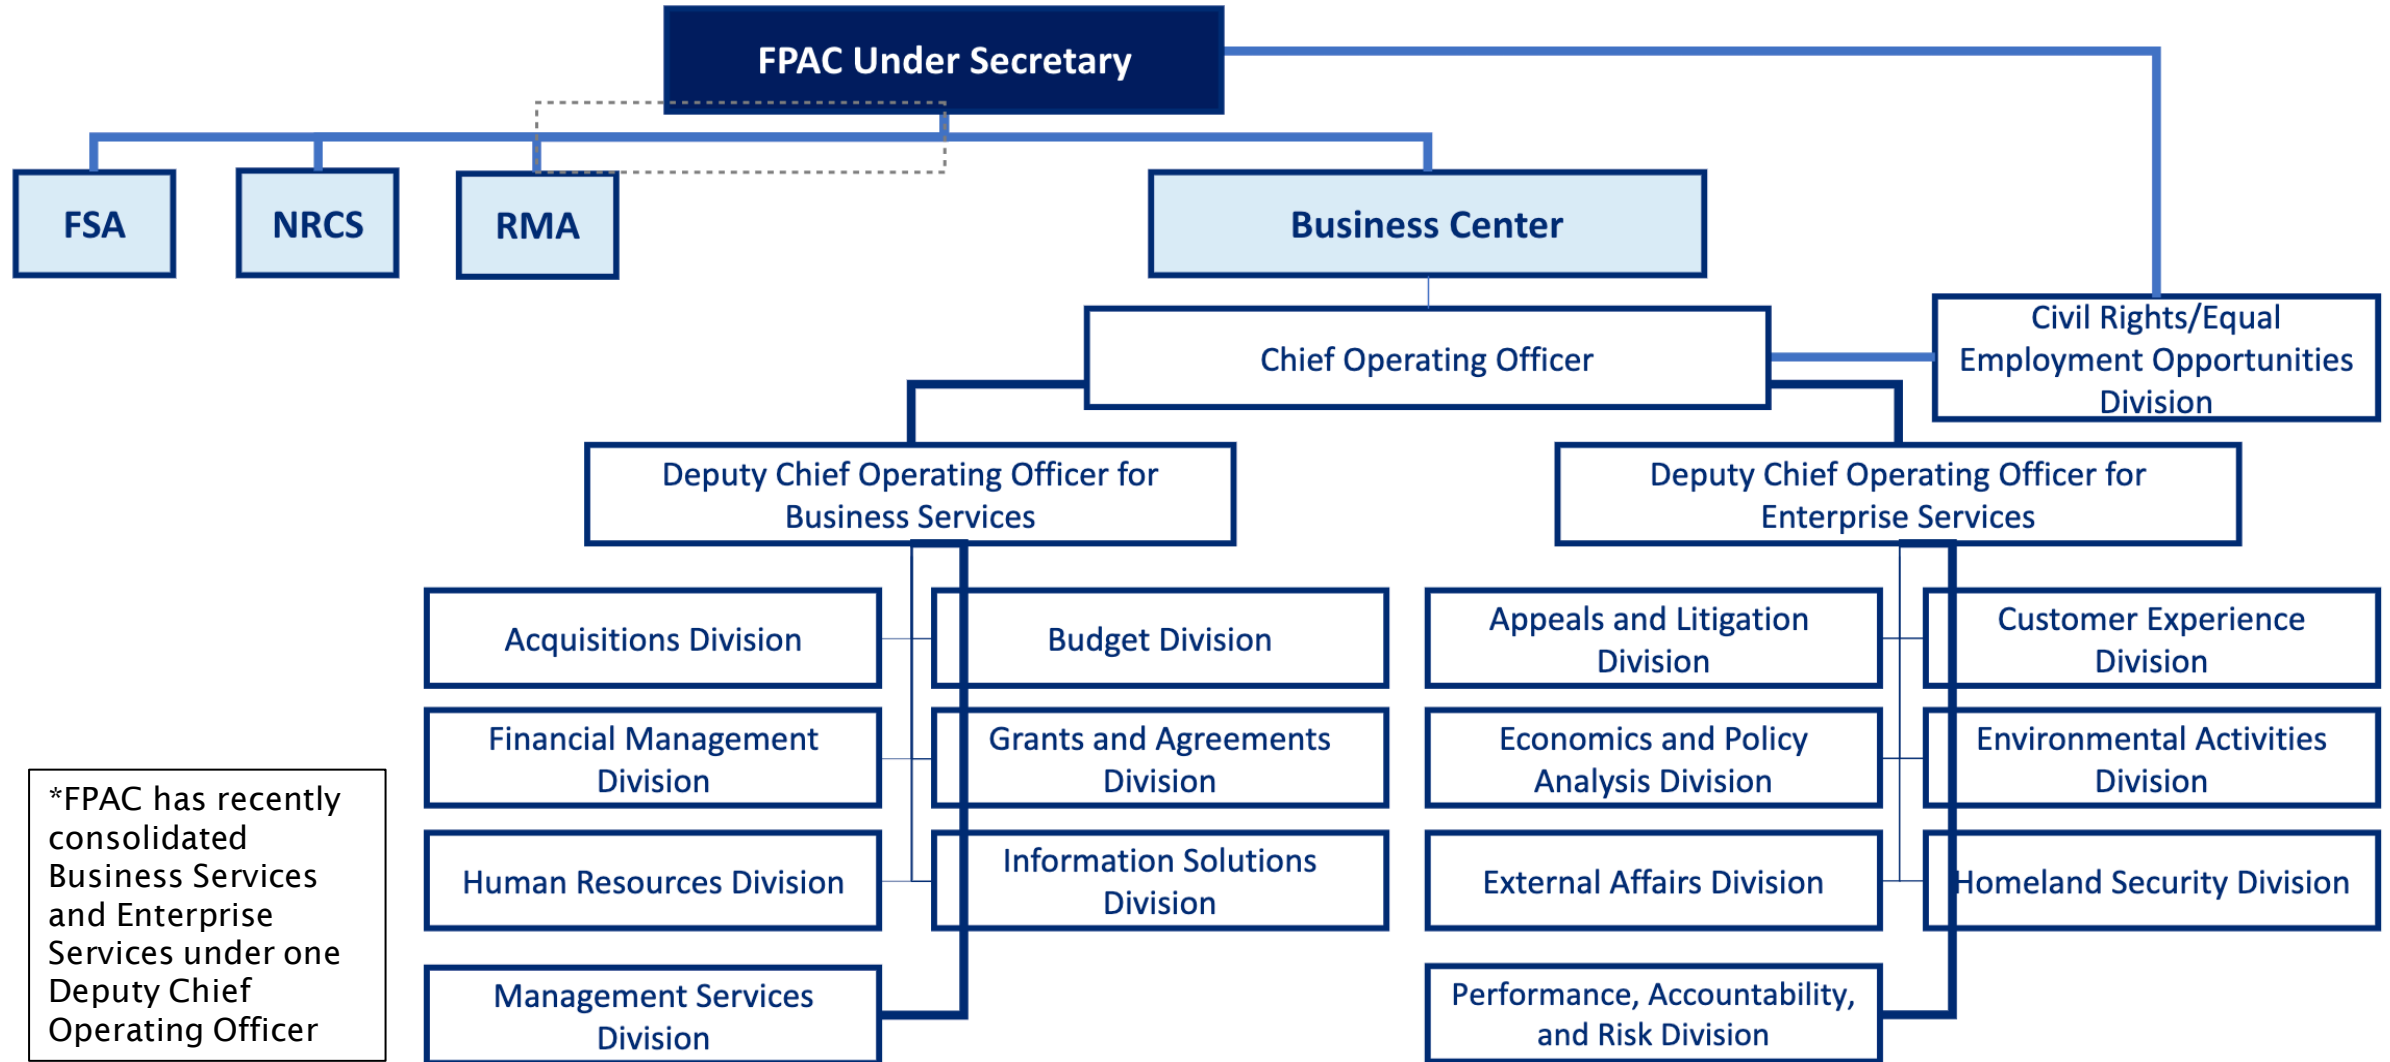 FPAC Under Secretary
FSA
NRCS
RMA
Business Center
Chief Operating Officer
Civil Rights/Equal
Employment Opportunities
Division
Deputy Chief Operating Officer for
Business Services
Deputy Chief Operating Officer for
Enterprise Services
Acquisitions Division
Budget Division
Appeals and Litigation
Division
Customer Experience
Division
Financial Management
Division
Grants and Agreements
Division
Economics and Policy
Analysis Division
Environmental Activities
Division
Human Resources Division
Information Solutions
Division
External Affairs Division
Homeland Security Division
Management Services
Division
Performance, Accountability,
and Risk Division
*FPAC has recently
consolidated
Business Services
and Enterprise
Services under one
Deputy Chief
Operating Officer